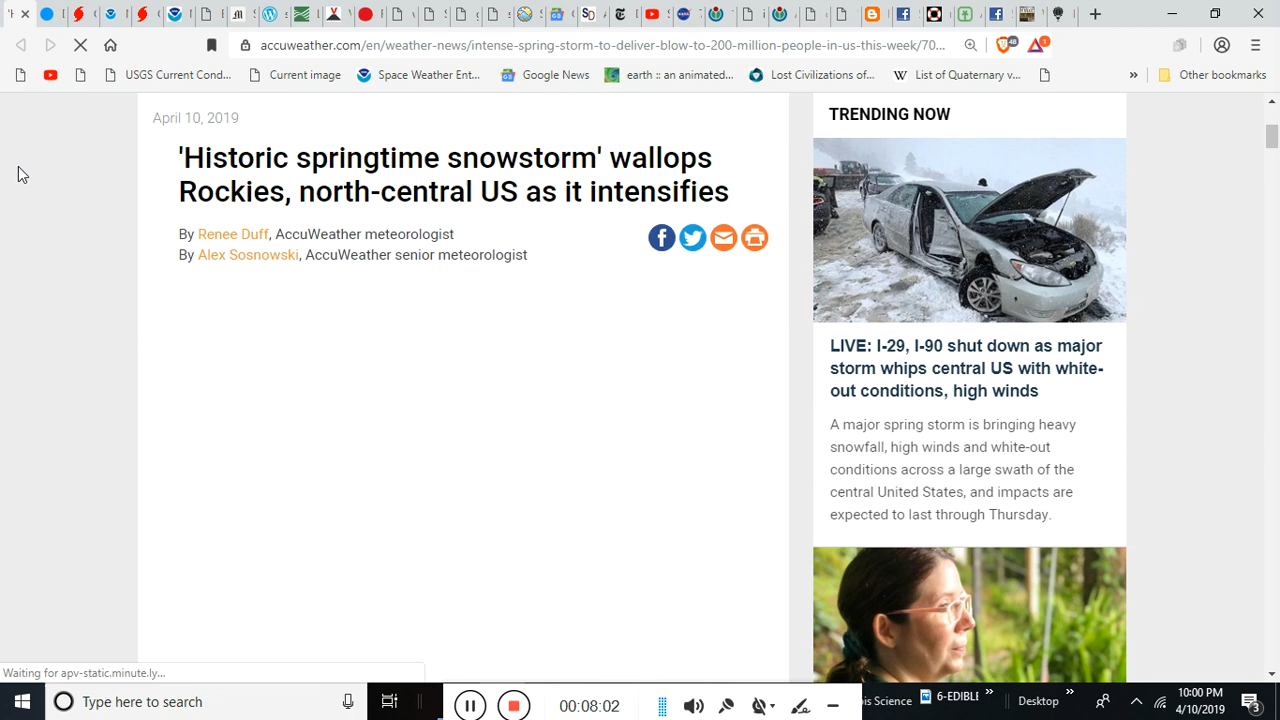 accuweather.com/en/weather-news/intense-spring-storm-to-deliver-blow-to-200-million-people-in-us-this-week/70...
48
1
USGS Current Cond...
Current image
Space Weather Ent...
Google News
earth :: an animated...
Lost Civilizations of...
W List of Quaternary v...
»
Other bookmarks
April 10, 2019
'Historic springtime snowstorm' wallops
Rockies, north-central US as it intensifies
By Renee Duff, AccuWeather meteorologist
By Alex Sosnowski, AccuWeather senior meteorologist
TRENDING NOW
LIVE: I-29, I-90 shut down as major
storm whips central US with white-
out conditions, high winds
A major spring storm is bringing heavy
snowfall, high winds and white-out
conditions across a large swath of the
central United States, and impacts are
expected to last through Thursday.
Waiting for apv-static.minute.ly...
Type here to search
00:08:02
is Science
6-EDIBLE
»
Desktop
»
10:00 PM
4/10/2019
3